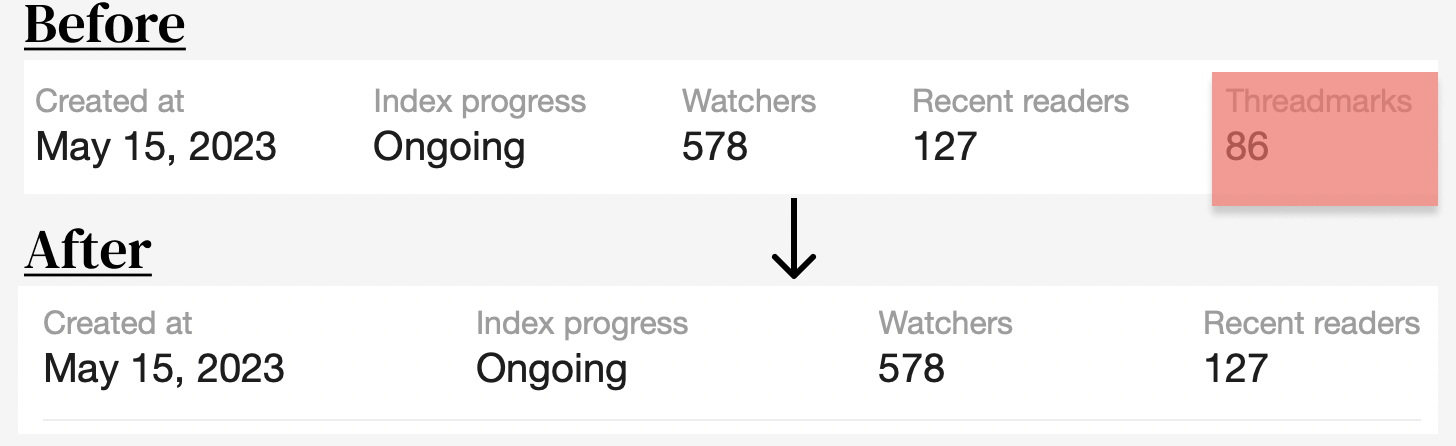 Before
Created at Index progress Watchers Recent readers Threadmarks
May 15, 2023 Ongoing 578 127 86
After
Created at Index progress Watchers Recent readers
May 15, 2023 Ongoing 578 127